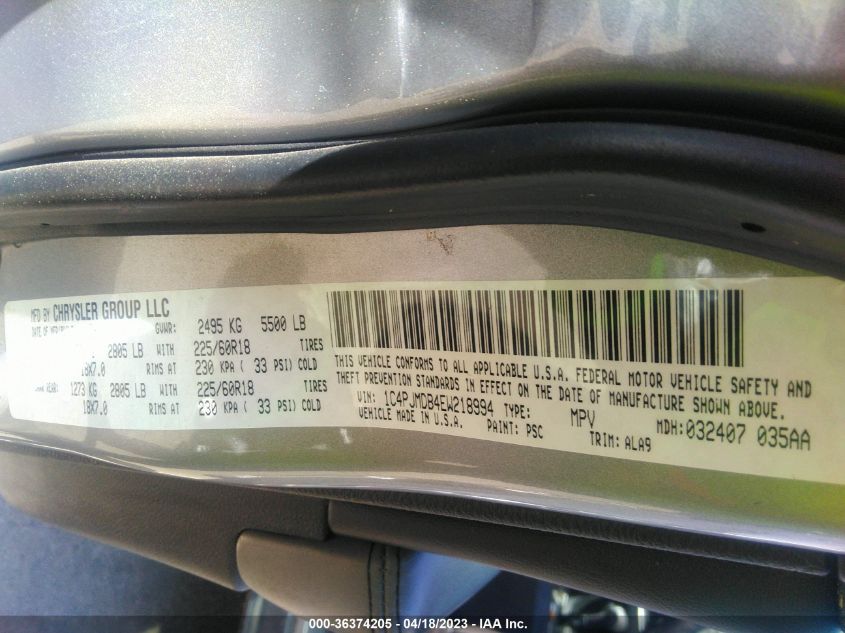 MFD BY CHRYSLER GROUP LLC
DATE OF MFR GVWR: 2495 KG 5500 LB
2805 LB WITH 225/60R18 TIRES
18X7.0 RIMS AT 230 KPA ( 33 PSI) COLD
REAR: 1273 KG 2805 LB WITH 225/60R18 TIRES
18X7.0 RIMS AT 230 KPA ( 33 PSI) COLD
THIS VEHICLE CONFORMS TO ALL APPLICABLE U.S.A. FEDERAL MOTOR VEHICLE SAFETY AND
THEFT PREVENTION STANDARDS IN EFFECT ON THE DATE OF MANUFACTURE SHOWN ABOVE.
VIN: 1C4PJMDB4EW218994 TYPE: MPV MDH: 032407 035AA
VEHICLE MADE IN U.S.A. PAINT: PSC TRIM: ALA9
000-36374205 - 04/18/2023 - IAA Inc.